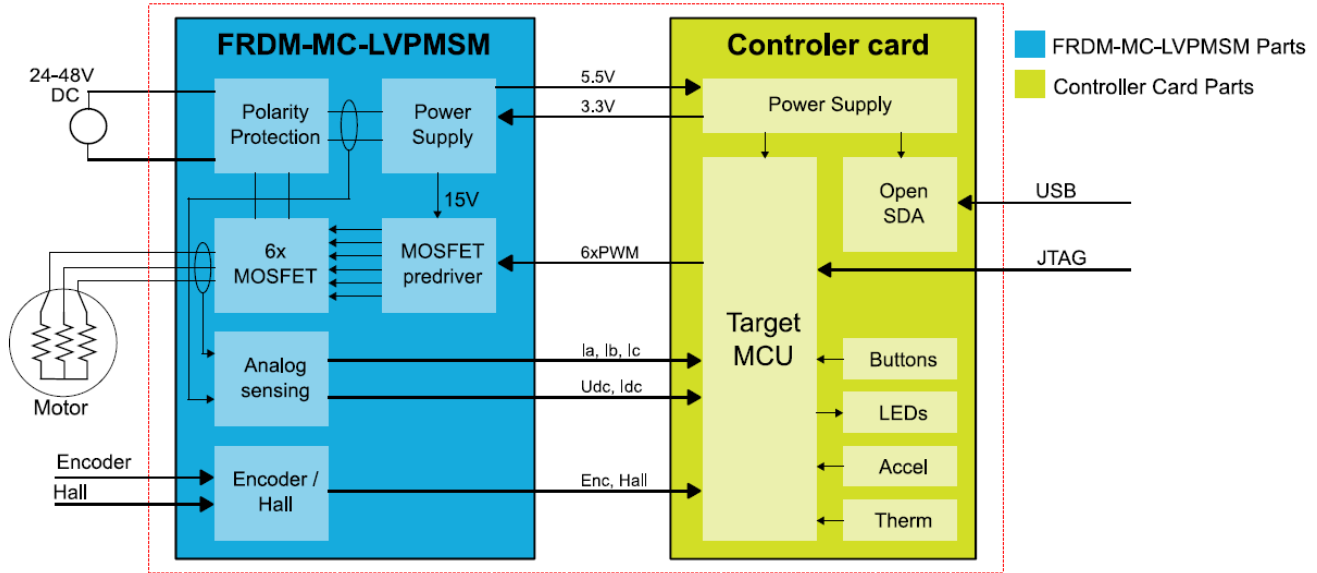 FRDM-MC-LVPMSM
Controler card
FRDM-MC-LVPMSM Parts
Controller Card Parts
24-48V
DC
Polarity
Protection
Power
Supply
5.5V
3.3V
Power Supply
15V
Open
SDA
USB
6x
MOSFET
MOSFET
predriver
6xPWM
JTAG
Target
MCU
Motor
Analog
sensing
Ia, Ib, Ic
Udc, Idc
Buttons
LEDs
Accel
Therm
Encoder
Hall
Encoder /
Hall
Enc, Hall